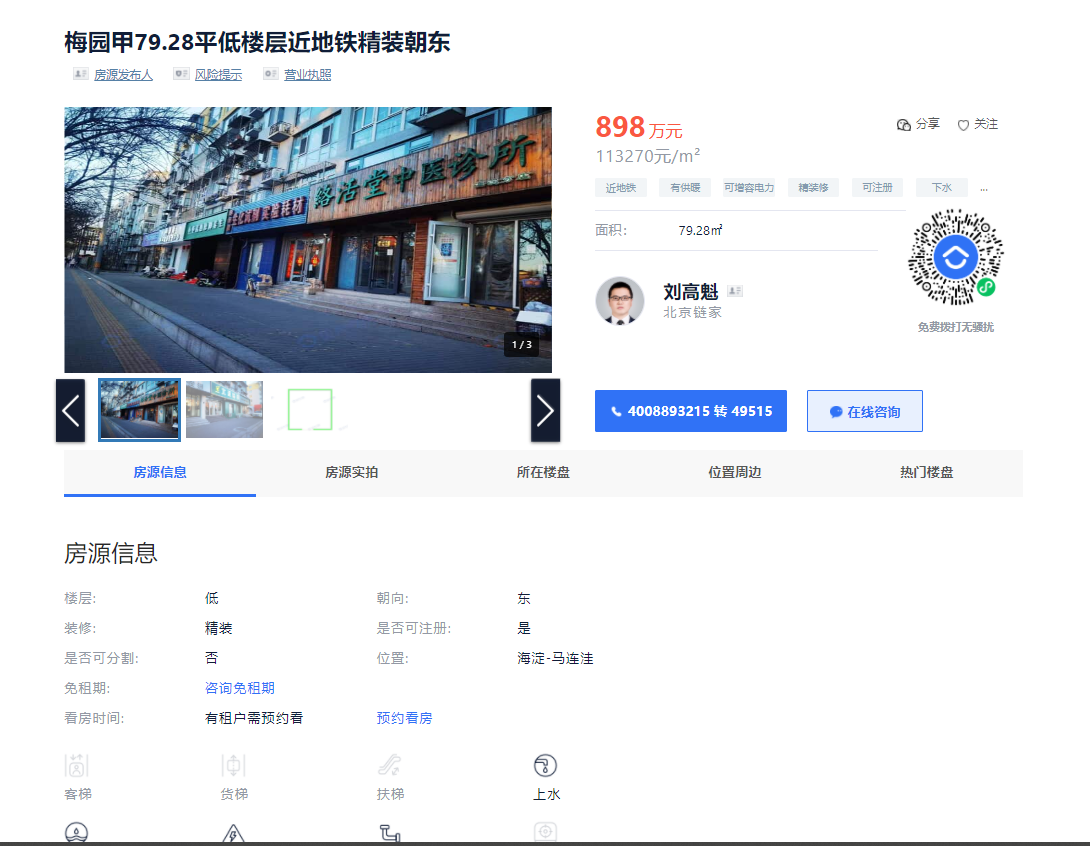 梅园甲79.28平低楼层近地铁精装朝东
房源发布人 风险提示 营业执照
络活堂中医诊所
1 / 3
898万元
分享 关注
113270元/m²
近地铁 有供暖 可增容电力 精装修 可注册 下水 ...
面积： 79.28㎡
刘高魁
北京链家
免费拨打无骚扰
4008893215 转 49515
在线咨询
房源信息 房源实拍 所在楼盘 位置周边 热门楼盘
房源信息
楼层: 低 朝向: 东
装修: 精装 是否可注册: 是
是否可分割: 否 位置: 海淀-马连洼
免租期: 咨询免租期
看房时间: 有租户需预约看 预约看房
客梯 货梯 扶梯 上水